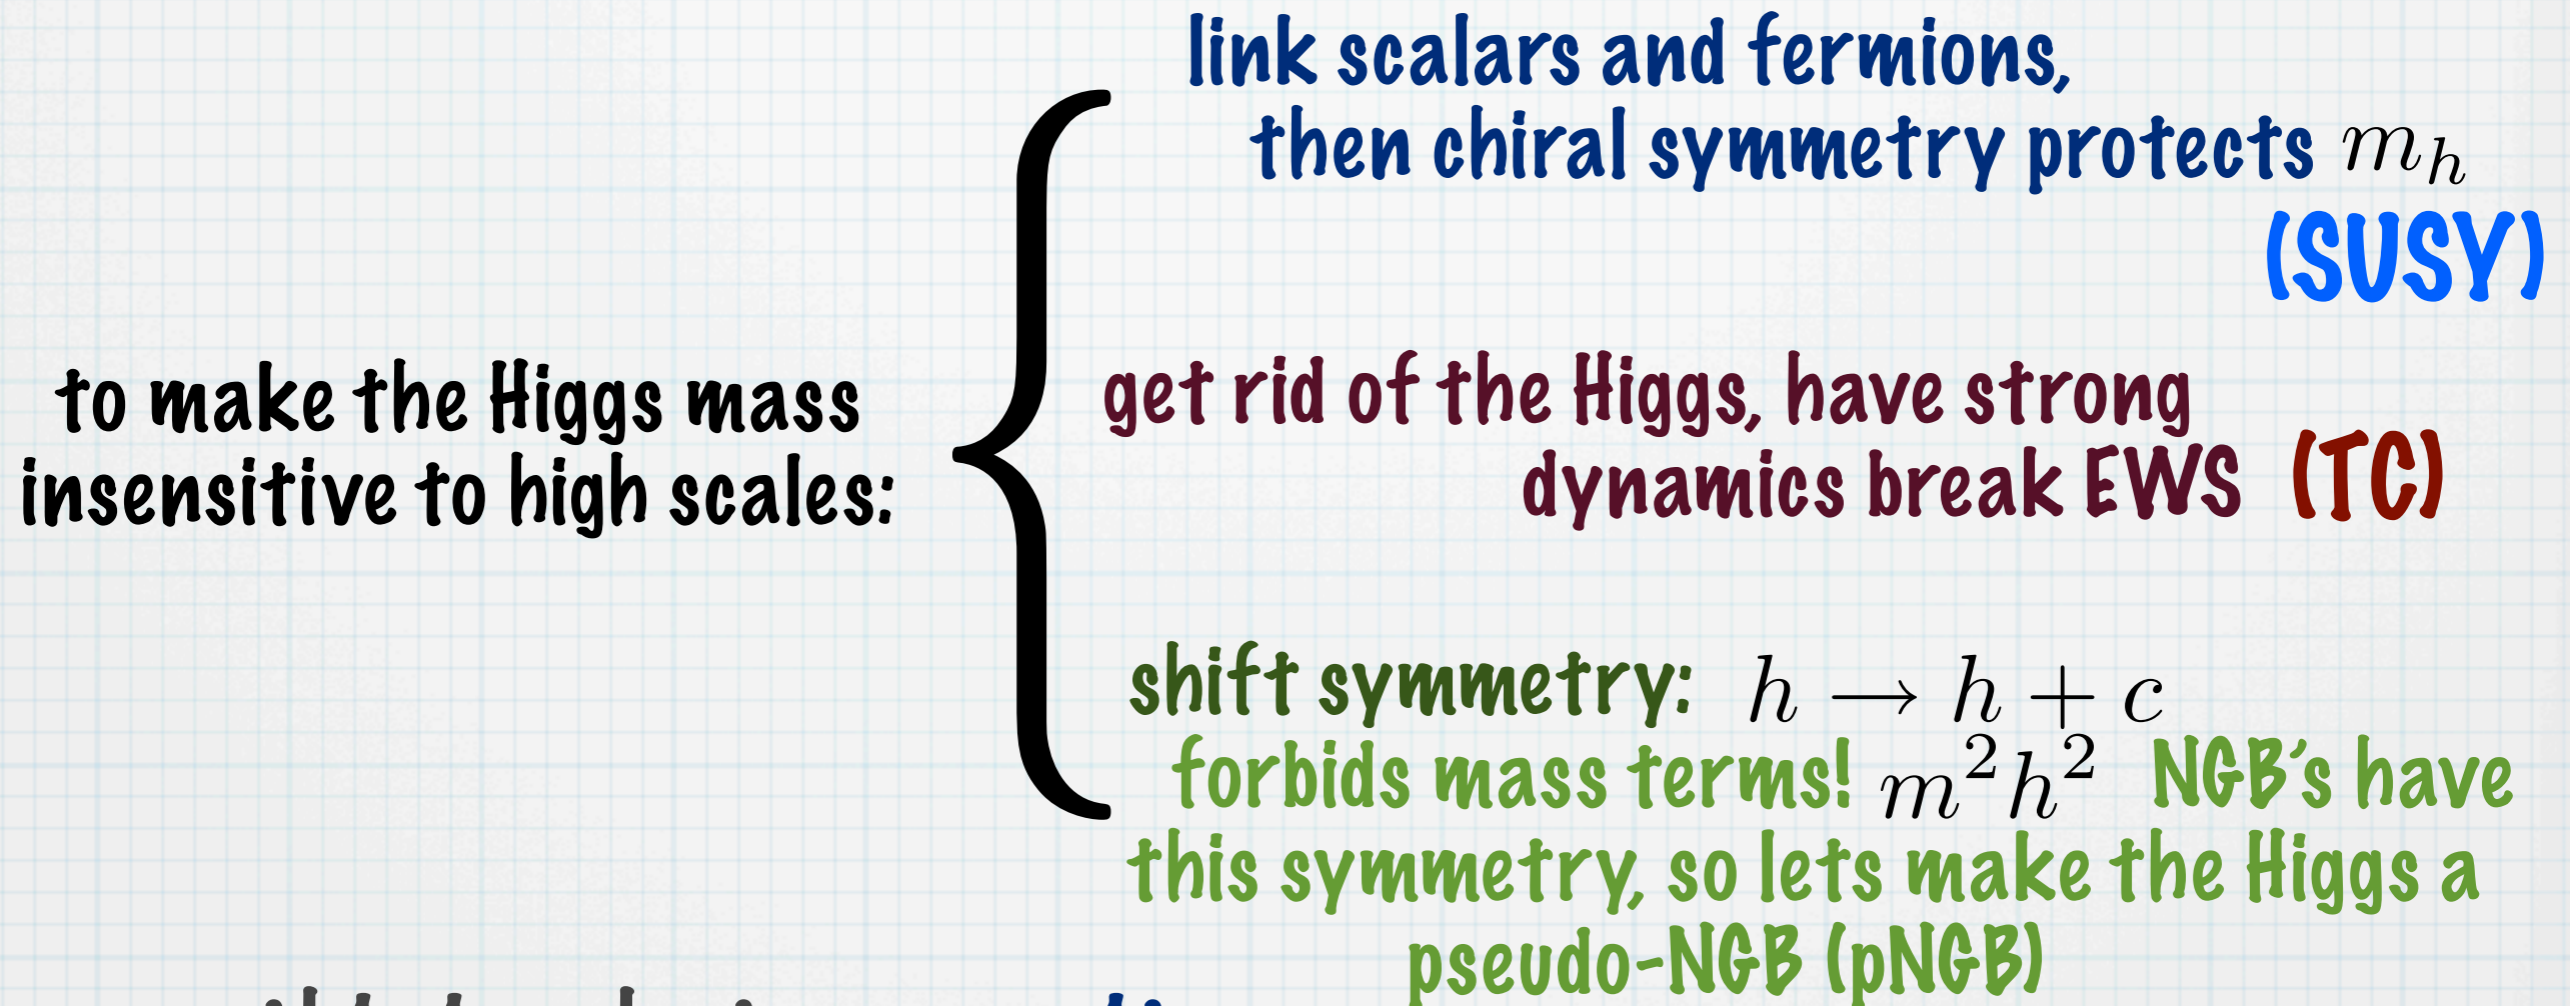 to make the Higgs mass
insensitive to high scales:
link scalars and fermions,
then chiral symmetry protects m_h
(SUSY)
get rid of the Higgs, have strong
dynamics break EWS (TC)
shift symmetry: h → h + c
forbids mass terms! m²h² NGB's have
this symmetry, so lets make the Higgs a
pseudo-NGB (pNGB)